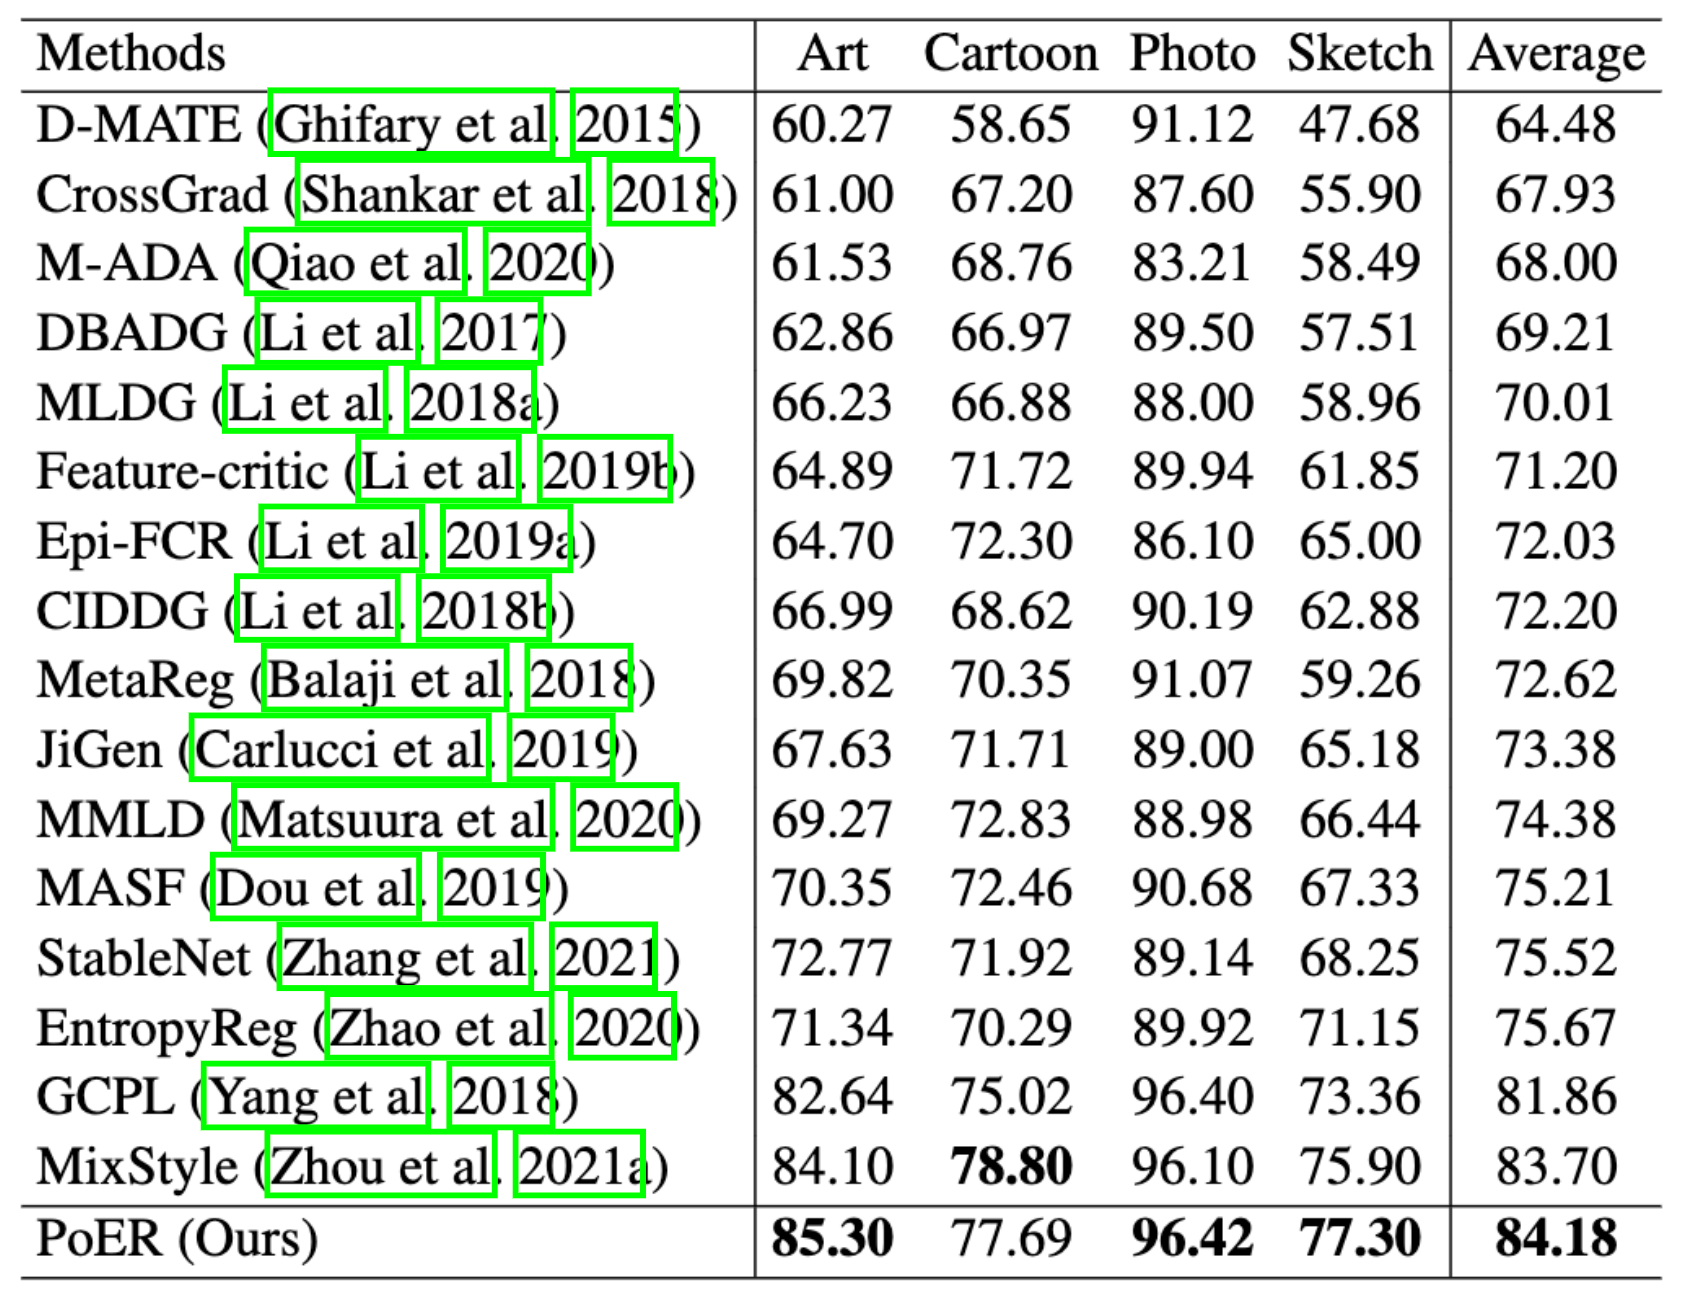 Methods Art Cartoon Photo Sketch Average
D-MATE (Ghifary et al. 2015) 60.27 58.65 91.12 47.68 64.48
CrossGrad (Shankar et al. 2018) 61.00 67.20 87.60 55.90 67.93
M-ADA (Qiao et al. 2020) 61.53 68.76 83.21 58.49 68.00
DBADG (Li et al. 2017) 62.86 66.97 89.50 57.51 69.21
MLDG (Li et al. 2018a) 66.23 66.88 88.00 58.96 70.01
Feature-critic (Li et al. 2019b) 64.89 71.72 89.94 61.85 71.20
Epi-FCR (Li et al. 2019a) 64.70 72.30 86.10 65.00 72.03
CIDDG (Li et al. 2018b) 66.99 68.62 90.19 62.88 72.20
MetaReg (Balaji et al. 2018) 69.82 70.35 91.07 59.26 72.62
JiGen (Carlucci et al. 2019) 67.63 71.71 89.00 65.18 73.38
MMLD (Matsuura et al. 2020) 69.27 72.83 88.98 66.44 74.38
MASF (Dou et al. 2019) 70.35 72.46 90.68 67.33 75.21
StableNet (Zhang et al. 2021) 72.77 71.92 89.14 68.25 75.52
EntropyReg (Zhao et al. 2020) 71.34 70.29 89.92 71.15 75.67
GCPL (Yang et al. 2018) 82.64 75.02 96.40 73.36 81.86
MixStyle (Zhou et al. 2021a) 84.10 78.80 96.10 75.90 83.70
PoER (Ours) 85.30 77.69 96.42 77.30 84.18